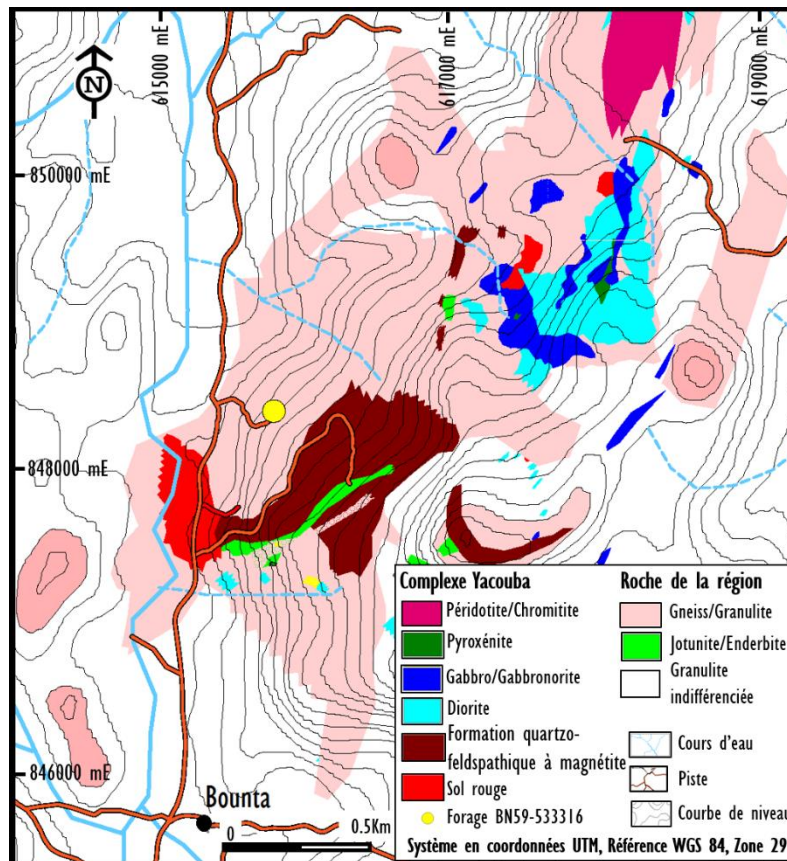 N
615000 mE
617000 mE
619000 mE
850000 mE
848000 mE
846000 mE
Bounta
0 0.5Km
Complexe Yacouba
Péridotite/Chromitite
Pyroxénite
Gabbro/Gabbronorite
Diorite
Formation quartzo-
feldspathique à magnétite
Sol rouge
Forage BN59-533316
Roche de la région
Gneiss/Granulite
Jotunite/Enderbite
Granulite
indifférenciée
Cours d'eau
Piste
Courbe de niveau
Système en coordonnées UTM, Référence WGS 84, Zone 29